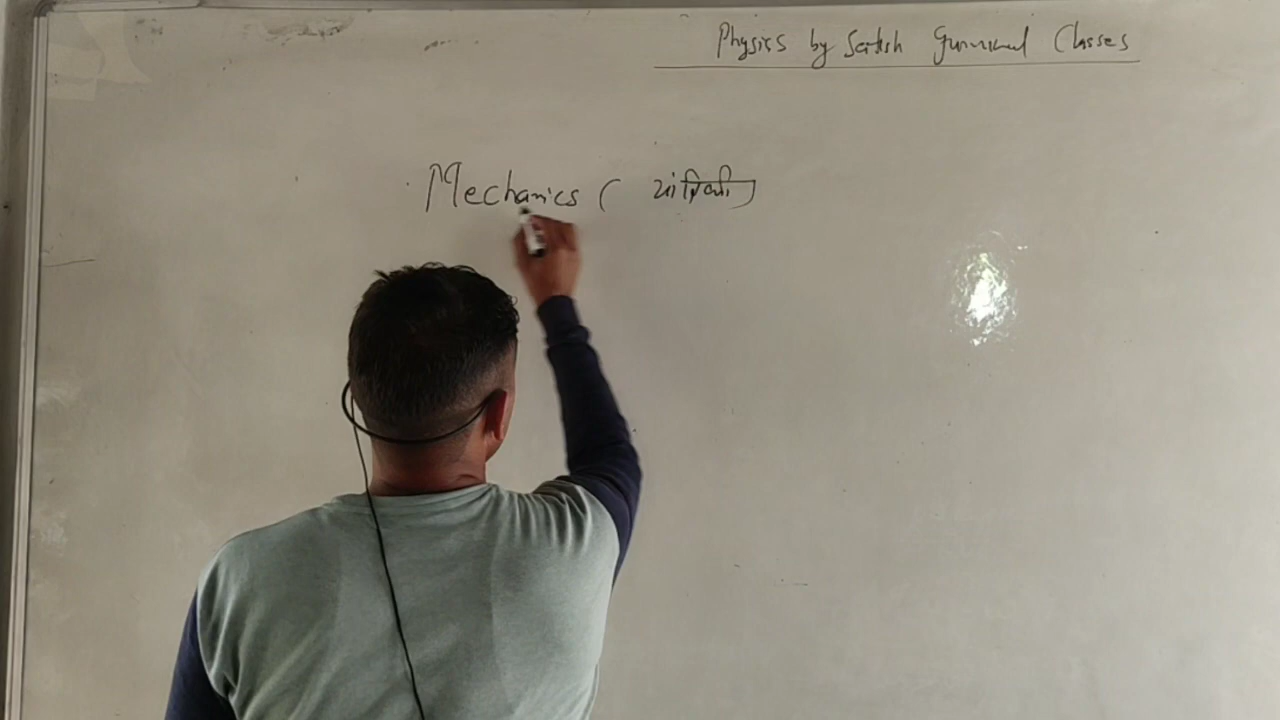 Physics by Satish Gurukul Classes
Mechanics ( यांत्रिकी )